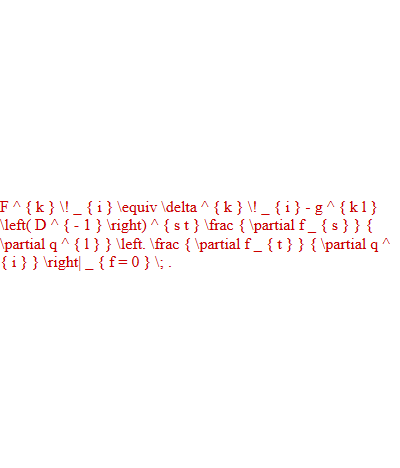 F ^ { k } \! _ { i } \equiv \delta ^ { k } \! _ { i } - g ^ { k l }
\left( D ^ { - 1 } \right) ^ { s t } \frac { \partial f _ { s } } {
\partial q ^ { l } } \left. \frac { \partial f _ { t } } { \partial q ^
{ i } } \right| _ { f = 0 } \; .